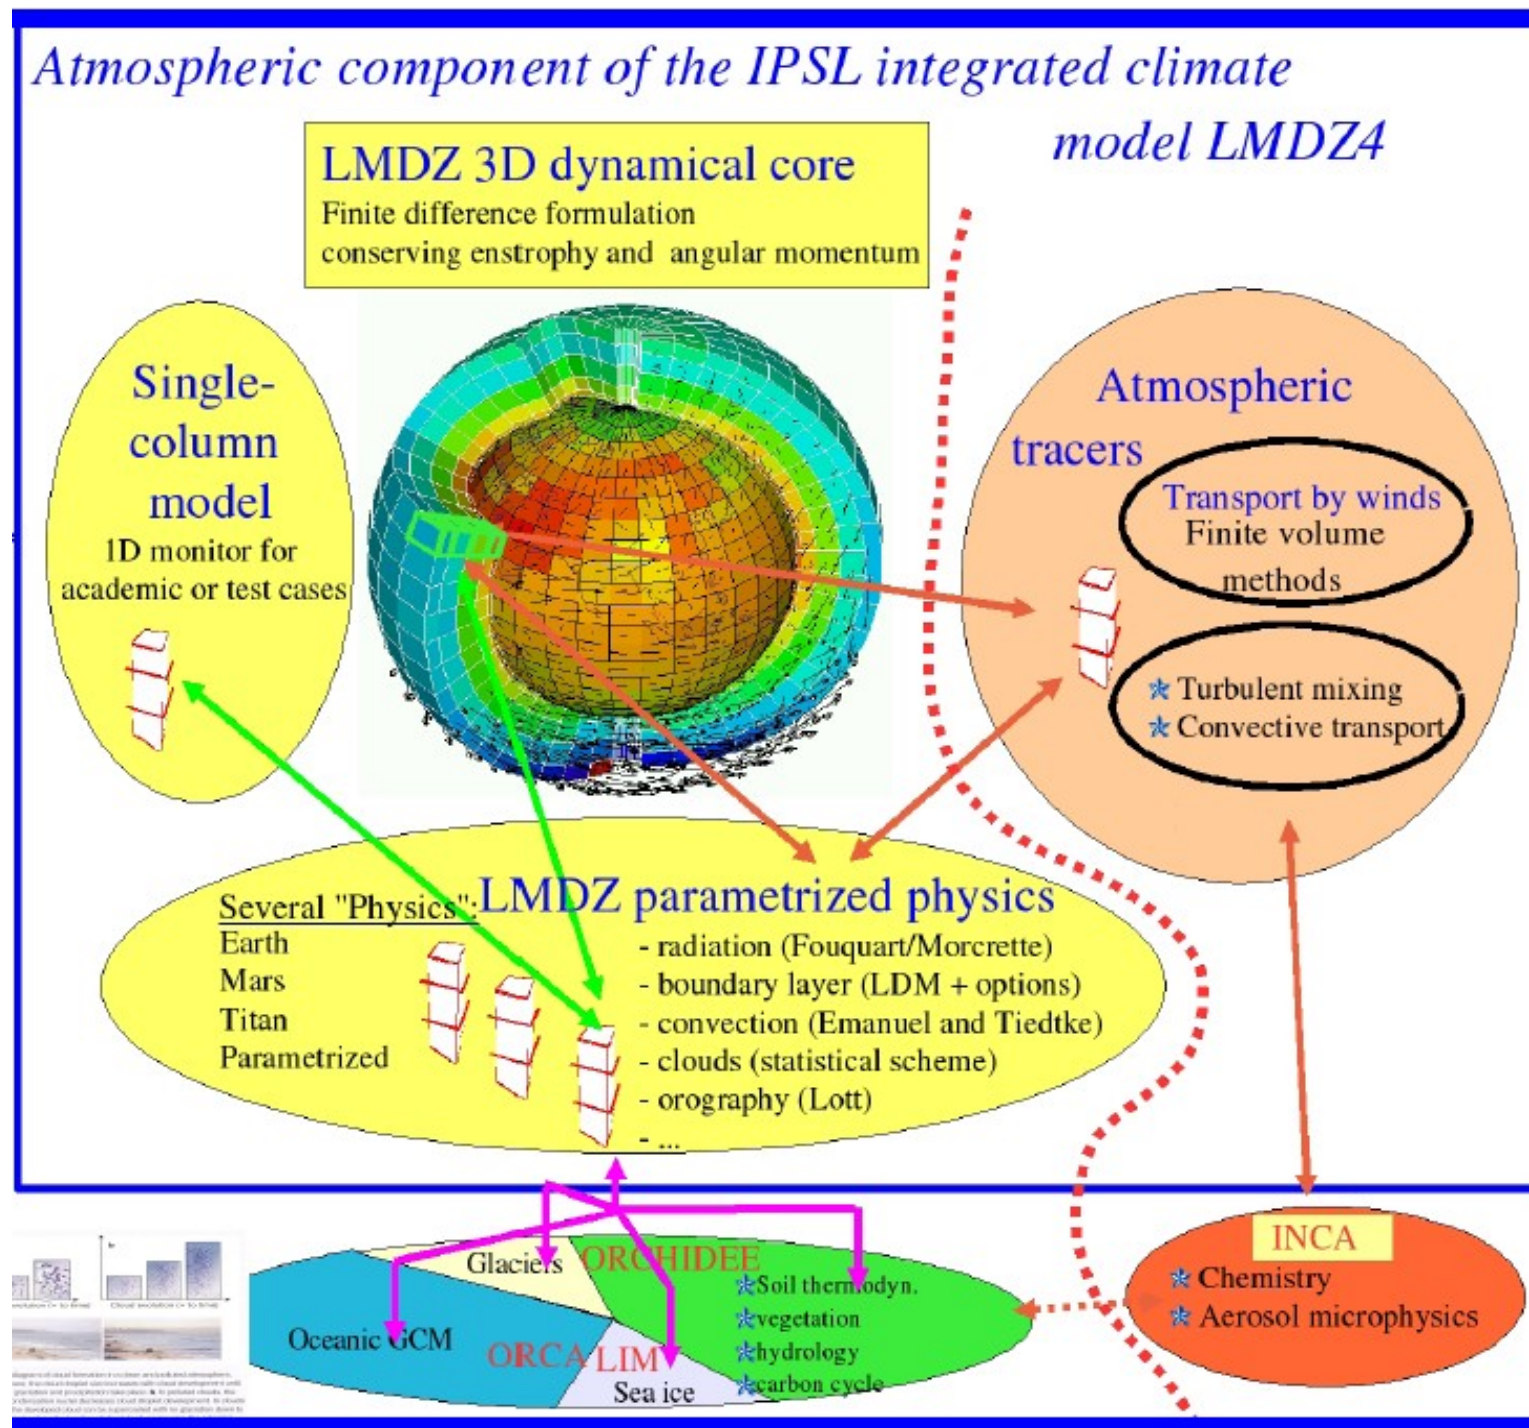 Atmospheric component of the IPSL integrated climate
model LMDZ4
LMDZ 3D dynamical core
Finite difference formulation
conserving enstrophy and angular momentum
Single-
column
model
1D monitor for
academic or test cases
Atmospheric
tracers
Transport by winds
Finite volume
methods
Turbulent mixing
Convective transport
LMDZ parametrized physics
Several "Physics":
Earth
Mars
Titan
Parametrized
- radiation (Fouquart/Morcrette)
- boundary layer (LDM + options)
- convection (Emanuel and Tiedtke)
- clouds (statistical scheme)
- orography (Lott)
- ...
Glaciers
ORCHIDEE
Soil thermodyn.
vegetation
hydrology
carbon cycle
Oceanic GCM
ORCA
LIM
Sea ice
INCA
Chemistry
Aerosol microphysics